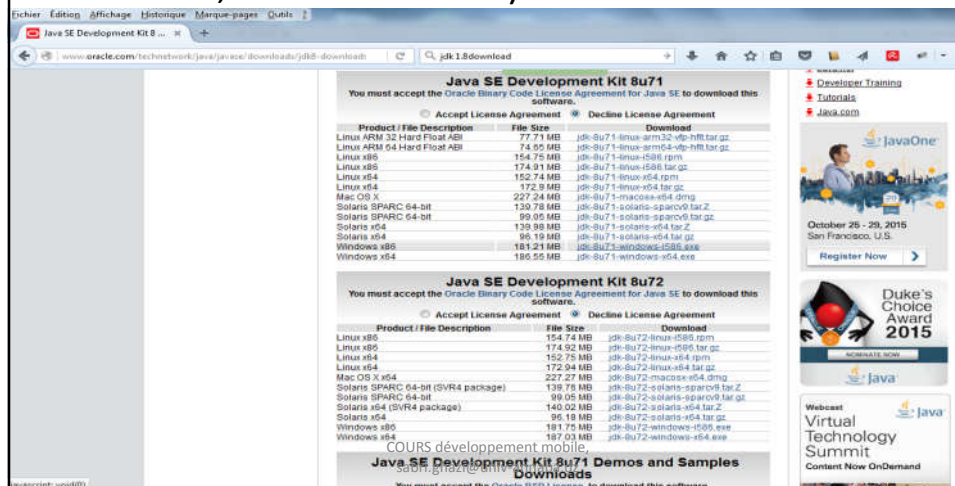 Fichier Édition Affichage Historique Marque-pages Outils ?
Java SE Development Kit 8 ... × +
www.oracle.com/technetwork/java/javase/downloads/jdk8-downloads
jdk 1.8download
Java SE Development Kit 8u71
You must accept the Oracle Binary Code License Agreement for Java SE to download this
software.
Accept License Agreement Decline License Agreement
Product / File Description File Size Download
Linux ARM 32 Hard Float ABI 77.71 MB jdk-8u71-linux-arm32-vfp-hflt.tar.gz
Linux ARM 64 Hard Float ABI 74.65 MB jdk-8u71-linux-arm64-vfp-hflt.tar.gz
Linux x86 154.75 MB jdk-8u71-linux-i586.rpm
Linux x86 174.91 MB jdk-8u71-linux-i586.tar.gz
Linux x64 152.74 MB jdk-8u71-linux-x64.rpm
Linux x64 172.9 MB jdk-8u71-linux-x64.tar.gz
Mac OS X 227.24 MB jdk-8u71-macosx-x64.dmg
Solaris SPARC 64-bit 139.78 MB jdk-8u71-solaris-sparcv9.tar.Z
Solaris SPARC 64-bit 99.05 MB jdk-8u71-solaris-sparcv9.tar.gz
Solaris x64 139.98 MB jdk-8u71-solaris-x64.tar.Z
Solaris x64 96.19 MB jdk-8u71-solaris-x64.tar.gz
Windows x86 181.21 MB jdk-8u71-windows-i586.exe
Windows x64 186.55 MB jdk-8u71-windows-x64.exe
Java SE Development Kit 8u72
You must accept the Oracle Binary Code License Agreement for Java SE to download this
software.
Accept License Agreement Decline License Agreement
Product / File Description File Size Download
Linux x86 154.74 MB jdk-8u72-linux-i586.rpm
Linux x86 174.92 MB jdk-8u72-linux-i586.tar.gz
Linux x64 152.75 MB jdk-8u72-linux-x64.rpm
Linux x64 172.94 MB jdk-8u72-linux-x64.tar.gz
Mac OS X x64 227.27 MB jdk-8u72-macosx-x64.dmg
Solaris SPARC 64-bit (SVR4 package) 139.78 MB jdk-8u72-solaris-sparcv9.tar.Z
Solaris SPARC 64-bit 99.05 MB jdk-8u72-solaris-sparcv9.tar.gz
Solaris x64 (SVR4 package) 140.02 MB jdk-8u72-solaris-x64.tar.Z
Solaris x64 96.18 MB jdk-8u72-solaris-x64.tar.gz
Windows x86 181.75 MB jdk-8u72-windows-i586.exe
Windows x64 187.03 MB jdk-8u72-windows-x64.exe
COURS développement mobile,
Java SE Development Kit 8u71 Demos and Samples
Downloads
Developer Training
Tutorials
Java.com
JavaOne
October 25 - 29, 2015
San Francisco, U.S.
Register Now
Duke's
Choice
Award
2015
NOMINATE NOW
Java
Webcast
Java
Virtual
Technology
Summit
Content Now OnDemand
javascript: void(0)